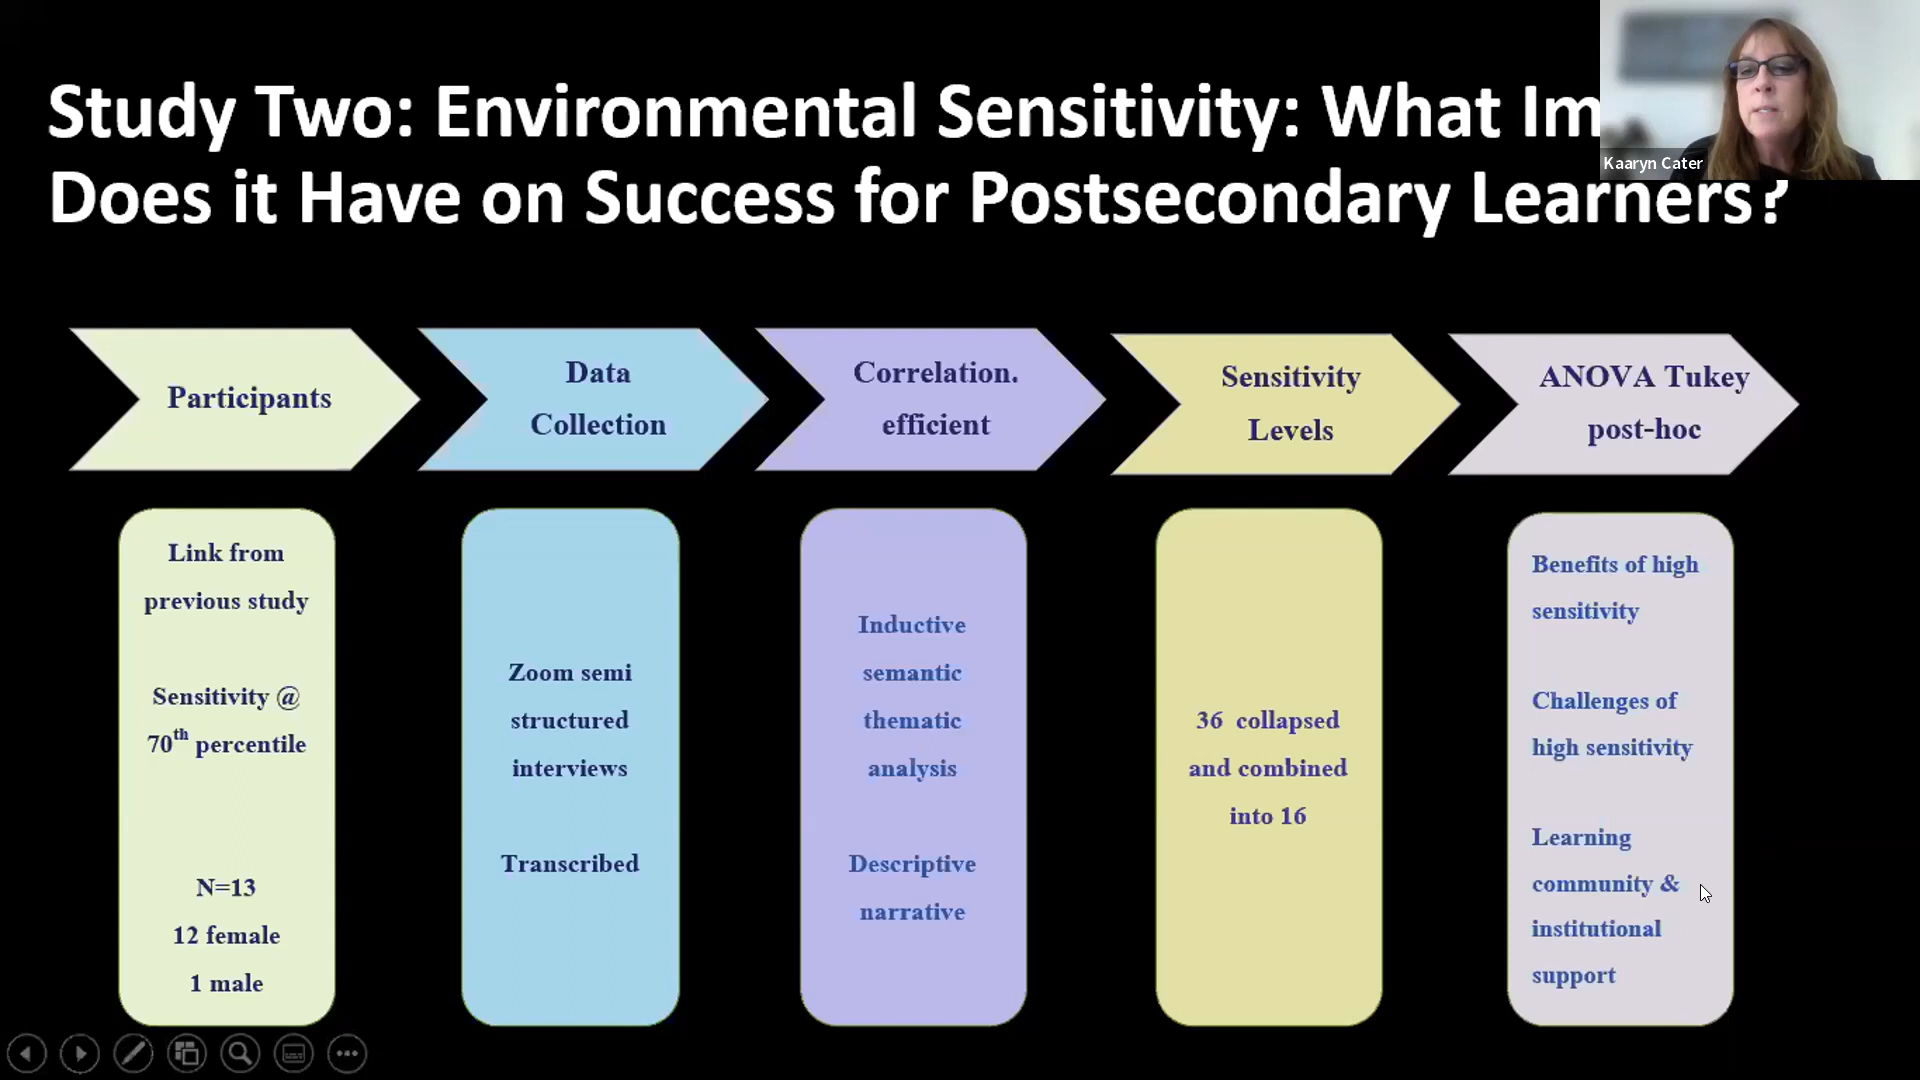 Study Two: Environmental Sensitivity: What Im
Does it Have on Success for Postsecondary Learners?
Kaaryn Cater
Participants
Data
Collection
Correlation.
efficient
Sensitivity
Levels
ANOVA Tukey
post-hoc
Link from
previous study
Sensitivity @
70th percentile
N=13
12 female
1 male
Zoom semi
structured
interviews
Transcribed
Inductive
semantic
thematic
analysis
Descriptive
narrative
36 collapsed
and combined
into 16
Benefits of high
sensitivity
Challenges of
high sensitivity
Learning
community &
institutional
support